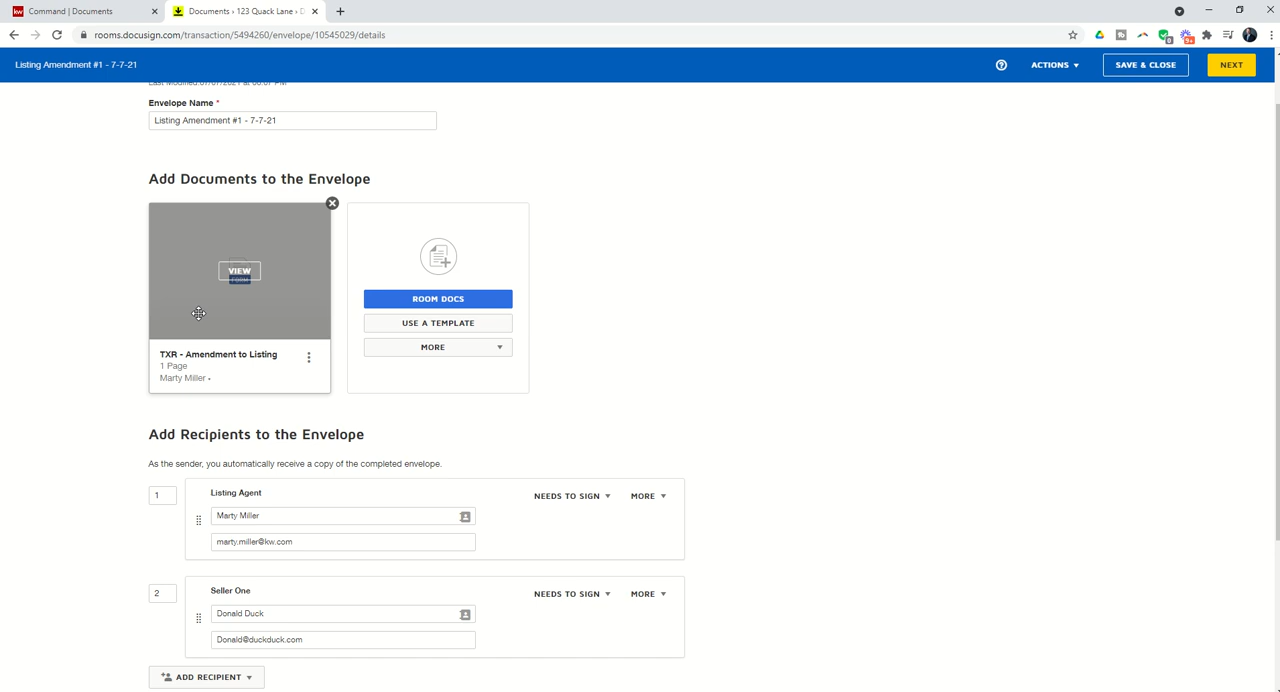 Command | Documents
Documents › 123 Quack Lane › D
rooms.docusign.com/transaction/5494260/envelope/10545029/details
Listing Amendment #1 - 7-7-21
ACTIONS
SAVE & CLOSE
NEXT
Envelope Name *
Listing Amendment #1 - 7-7-21
Add Documents to the Envelope
VIEW
FORM
TXR - Amendment to Listing
1 Page
Marty Miller •
ROOM DOCS
USE A TEMPLATE
MORE
Add Recipients to the Envelope
As the sender, you automatically receive a copy of the completed envelope.
1
Listing Agent
NEEDS TO SIGN
MORE
Marty Miller
marty.miller@kw.com
2
Seller One
NEEDS TO SIGN
MORE
Donald Duck
Donald@duckduck.com
ADD RECIPIENT